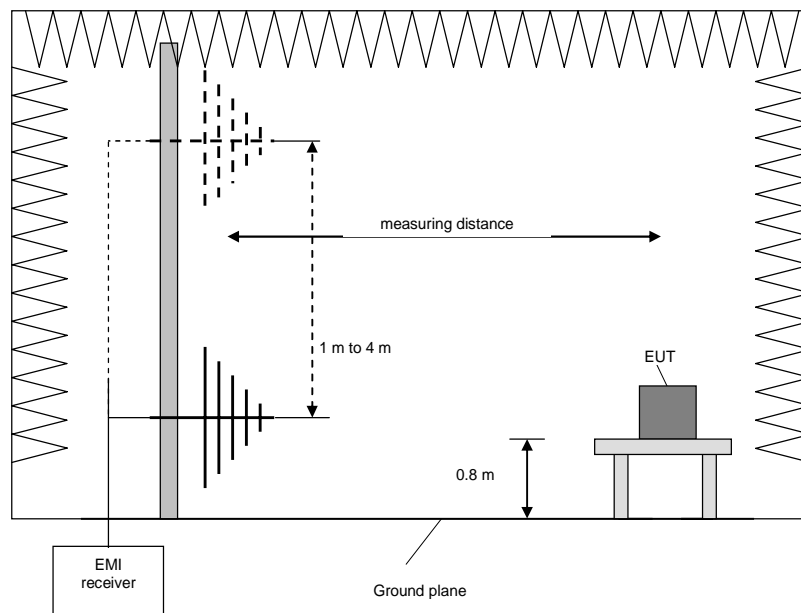 measuring distance
1 m to 4 m
EUT
0.8 m
EMI
receiver
Ground plane